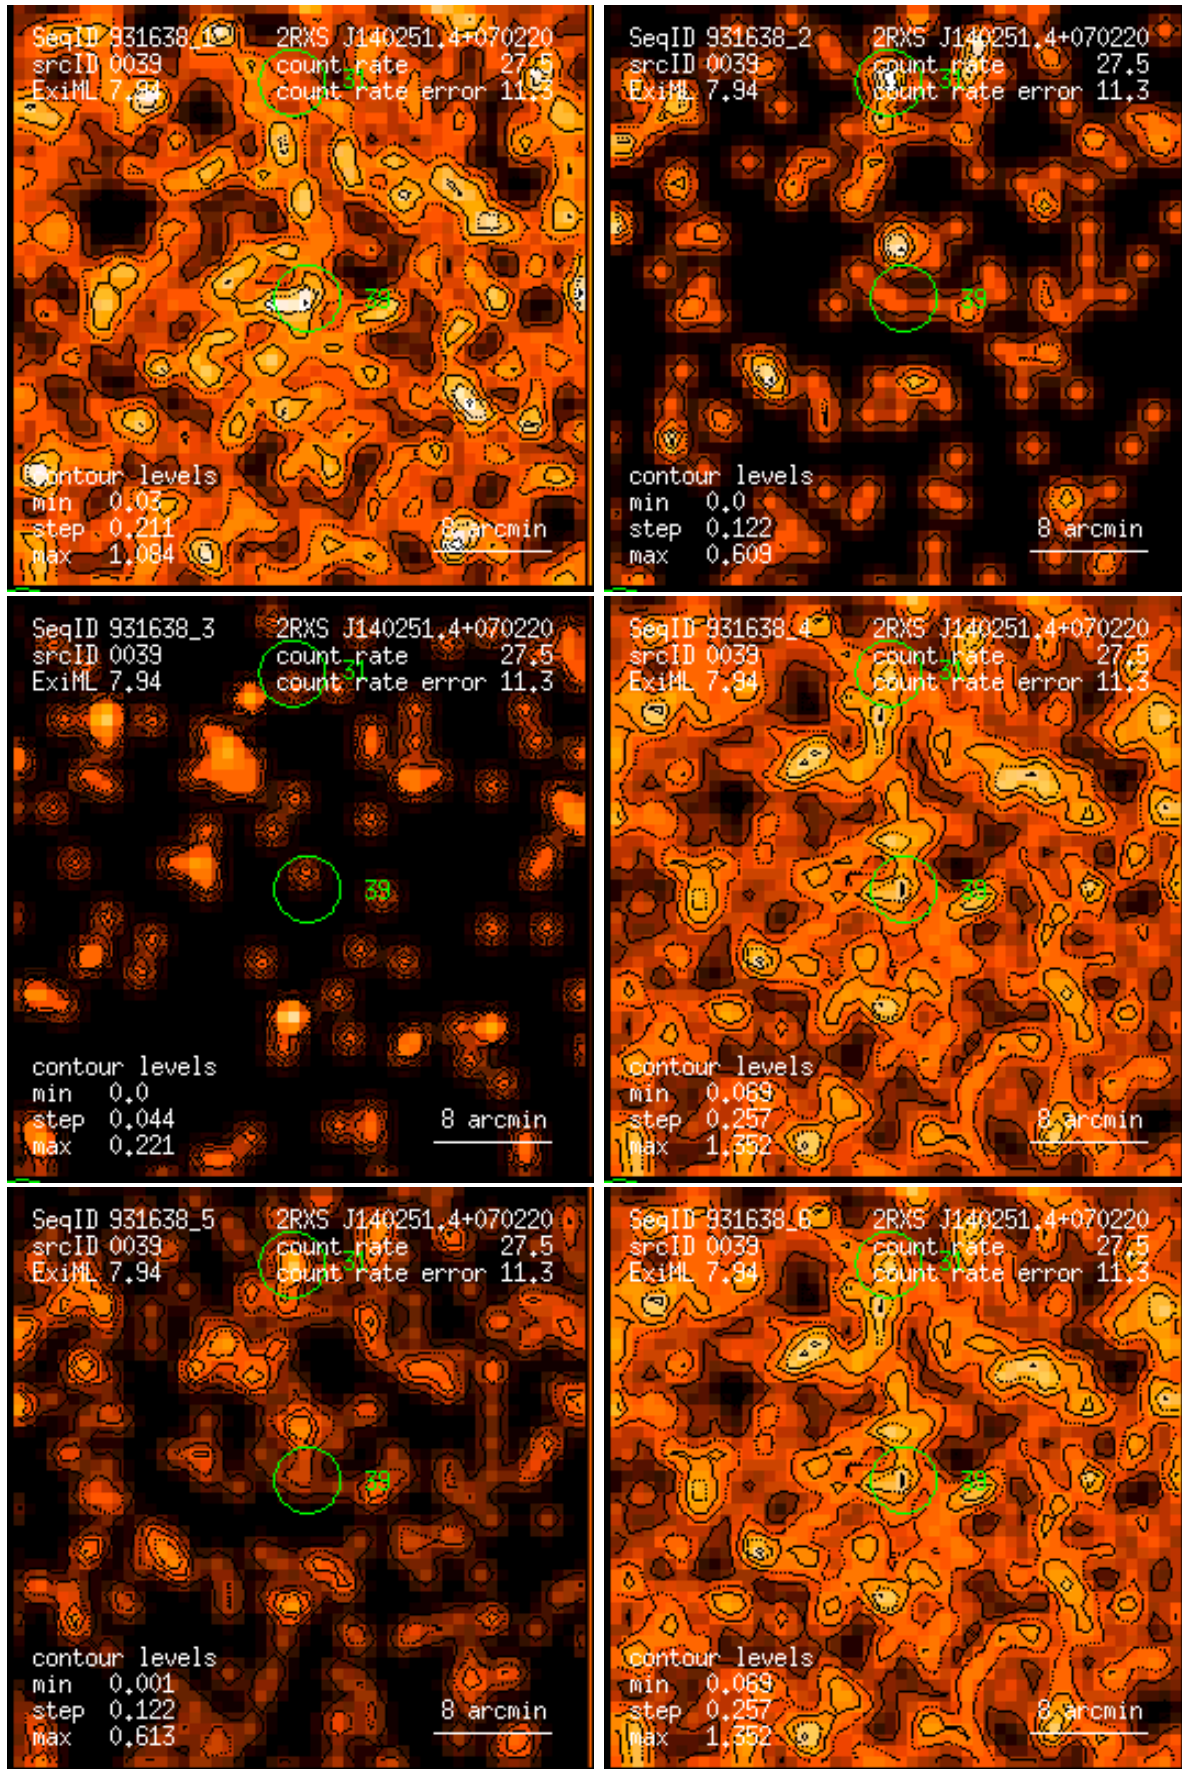 SeqID 931638_1 2RXS J140251.4+070220
srcID 0039 count rate 27.5
ExiML 7.94 count rate error 11.3
31
39
contour levels
min 0.03
step 0.211
max 1.084
8 arcmin
SeqID 931638_2 2RXS J140251.4+070220
srcID 0039 count rate 27.5
ExiML 7.94 count rate error 11.3
31
39
contour levels
min 0.0
step 0.122
max 0.609
8 arcmin
SeqID 931638_3 2RXS J140251.4+070220
srcID 0039 count rate 27.5
ExiML 7.94 count rate error 11.3
31
39
contour levels
min 0.0
step 0.044
max 0.221
8 arcmin
SeqID 931638_4 2RXS J140251.4+070220
srcID 0039 count rate 27.5
ExiML 7.94 count rate error 11.3
31
39
contour levels
min 0.069
step 0.257
max 1.352
8 arcmin
SeqID 931638_5 2RXS J140251.4+070220
srcID 0039 count rate 27.5
ExiML 7.94 count rate error 11.3
31
39
contour levels
min 0.001
step 0.122
max 0.613
8 arcmin
SeqID 931638_6 2RXS J140251.4+070220
srcID 0039 count rate 27.5
ExiML 7.94 count rate error 11.3
31
39
contour levels
min 0.069
step 0.257
max 1.352
8 arcmin